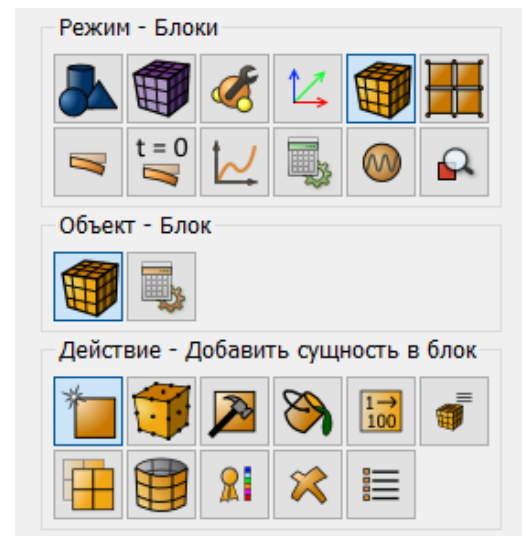 Режим - Блоки
t = 0
Объект - Блок
Действие - Добавить сущность в блок
1→
100